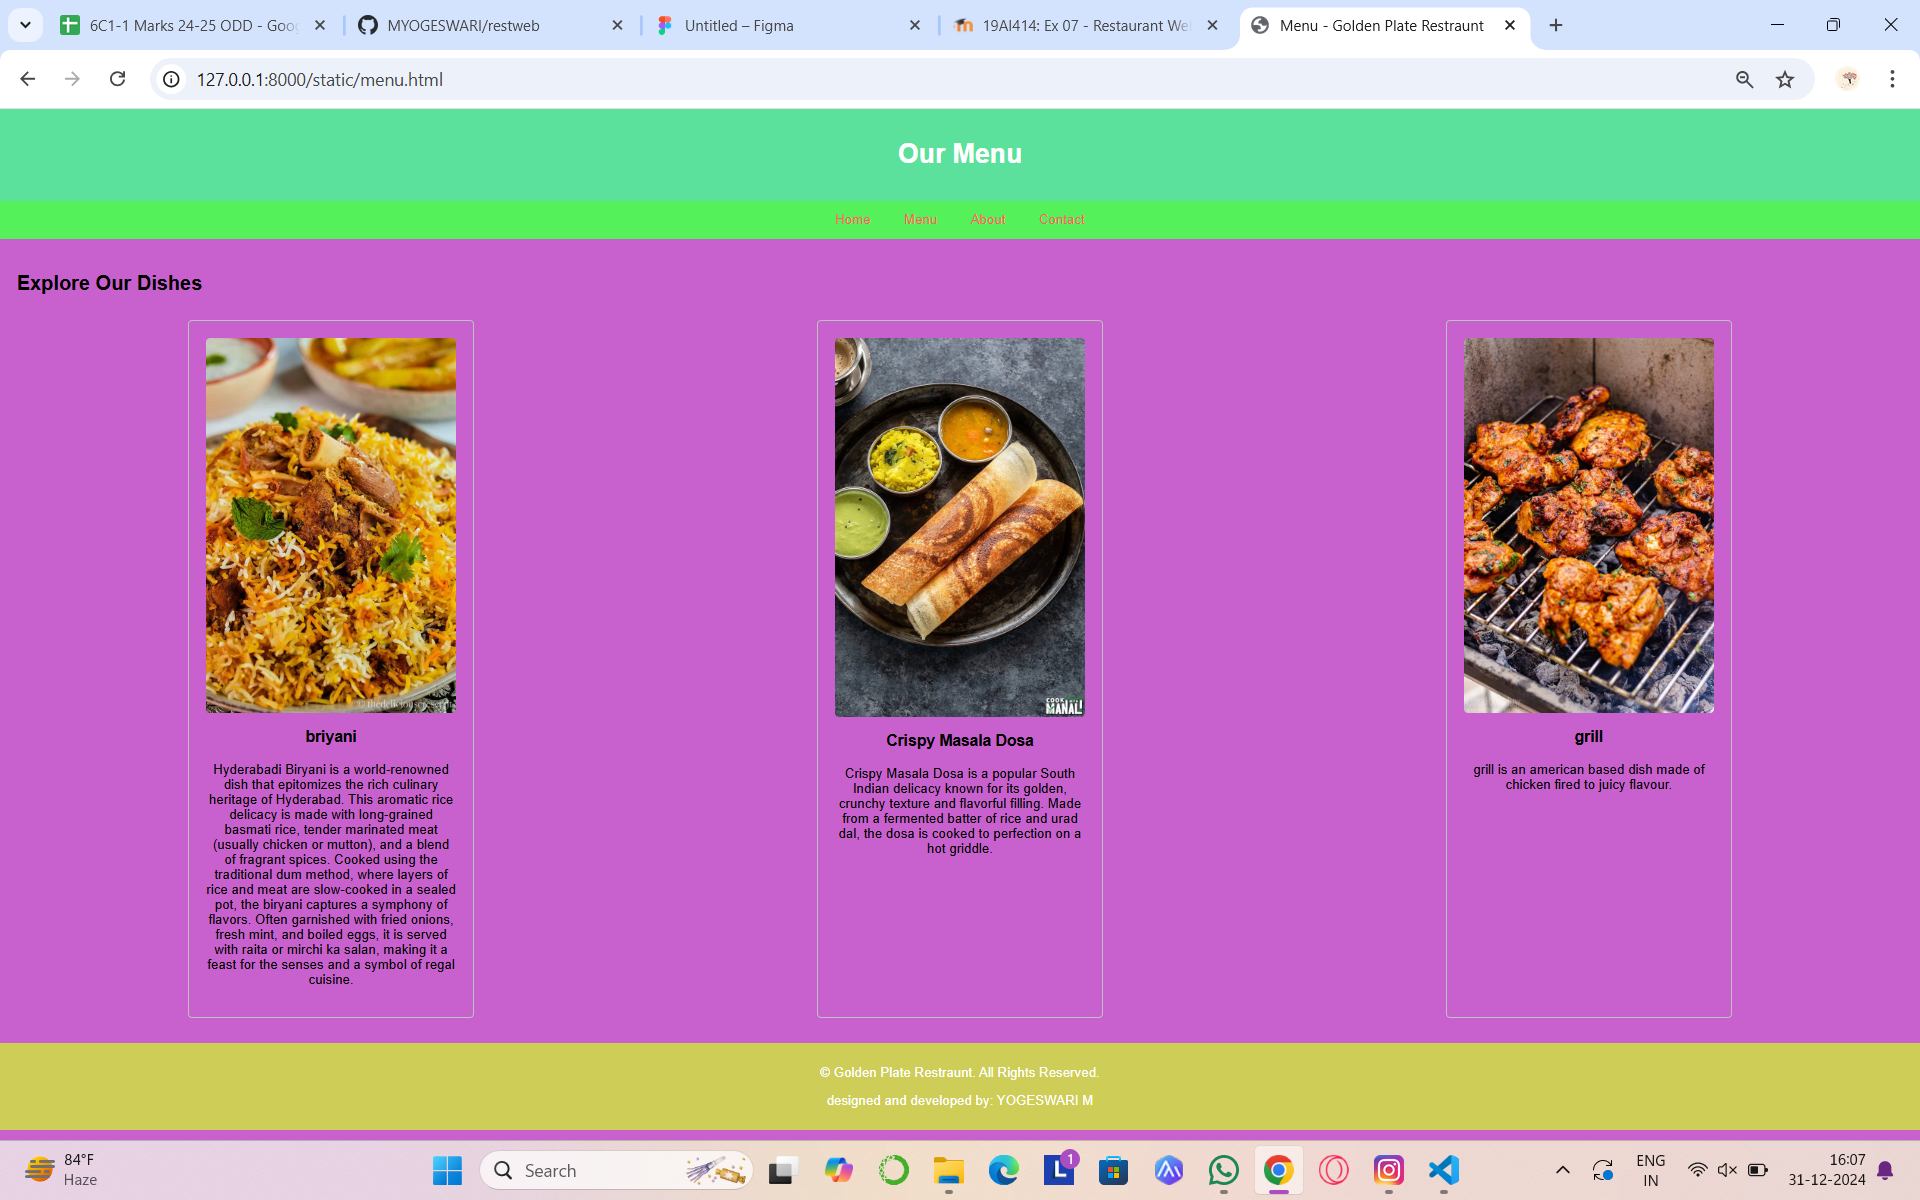 6C1-1 Marks 24-25 ODD - Goo
MYOGESWARI/restweb
Untitled – Figma
19AI414: Ex 07 - Restaurant We
Menu - Golden Plate Restraunt
127.0.0.1:8000/static/menu.html
Our Menu
Home Menu About Contact
Explore Our Dishes
briyani
Hyderabadi Biryani is a world-renowned
dish that epitomizes the rich culinary
heritage of Hyderabad. This aromatic rice
delicacy is made with long-grained
basmati rice, tender marinated meat
(usually chicken or mutton), and a blend
of fragrant spices. Cooked using the
traditional dum method, where layers of
rice and meat are slow-cooked in a sealed
pot, the biryani captures a symphony of
flavors. Often garnished with fried onions,
fresh mint, and boiled eggs, it is served
with raita or mirchi ka salan, making it a
feast for the senses and a symbol of regal
cuisine.
MANALI
Crispy Masala Dosa
Crispy Masala Dosa is a popular South
Indian delicacy known for its golden,
crunchy texture and flavorful filling. Made
from a fermented batter of rice and urad
dal, the dosa is cooked to perfection on a
hot griddle.
grill
grill is an american based dish made of
chicken fired to juicy flavour.
© Golden Plate Restraunt. All Rights Reserved.
designed and developed by: YOGESWARI M
84°F
Haze
Search
L
1
ENG
IN
16:07
31-12-2024